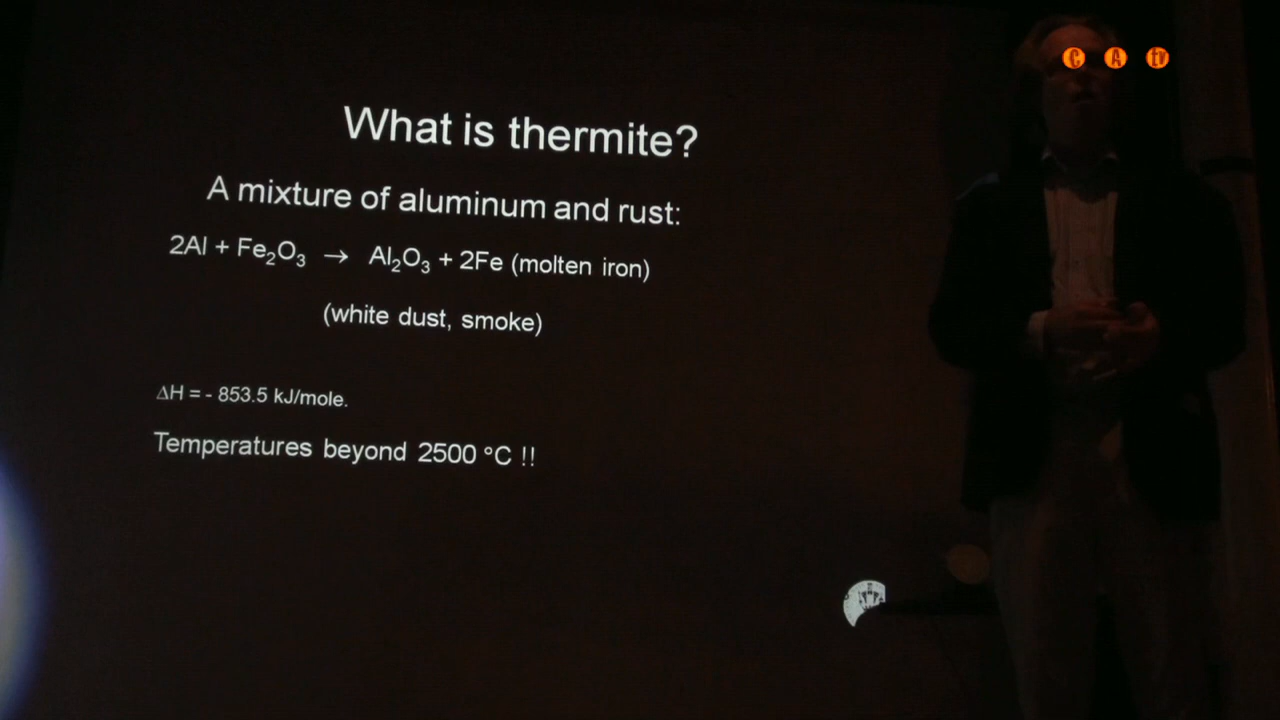 C A tv
What is thermite?
A mixture of aluminum and rust:
2Al + Fe₂O₃ → Al₂O₃ + 2Fe (molten iron)
(white dust, smoke)
ΔH = - 853.5 kJ/mole.
Temperatures beyond 2500 °C !!